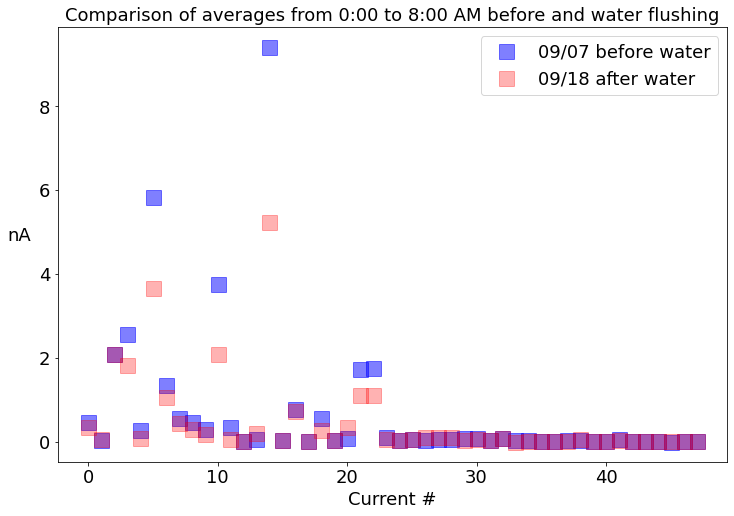 Comparison of averages from 0:00 to 8:00 AM before and water flushing
09/07 before water
09/18 after water
8
6
nA
4
2
0
0 10 20 30 40
Current #